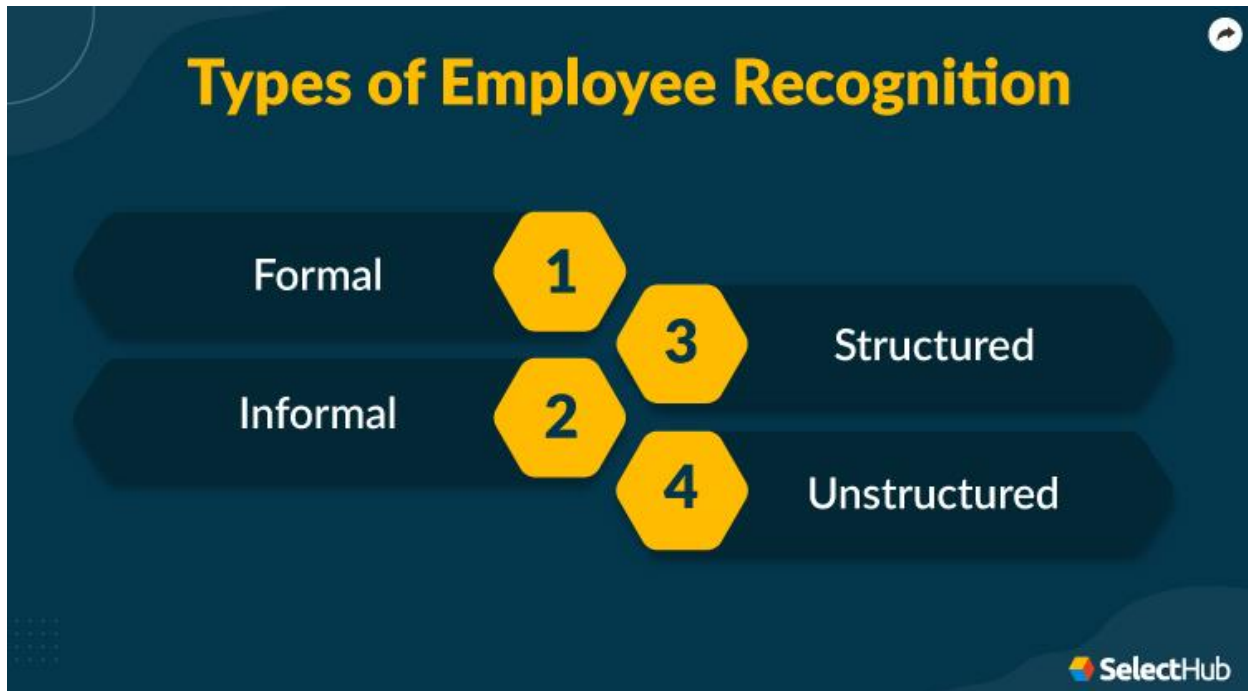 Types of Employee Recognition
Formal
1
Informal
2
3
Structured
4
Unstructured
SelectHub